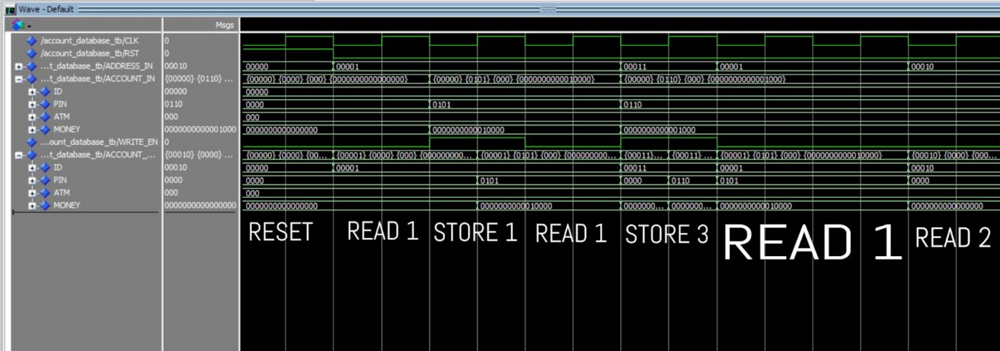 Wave - Default
Msgs
/account_database_tb/CLK 0
/account_database_tb/RST 0
...t_database_tb/ADDRESS_IN 00010 00000 00001 00011 00001 00010
...t_database_tb/ACCOUNT_IN {00000} {0110} ... {00000} {0000} {000} {0000000000000000} {00000} {0101} {000} {0000000000010000} {00000} {0110} {000} {0000000000001000}
ID 00000 00000
PIN 0110 0000 0101 0110
ATM 000 000
MONEY 0000000000001000 0000000000000000 0000000000010000 0000000000001000
...ount_database_tb/WRITE_EN 0
...t_database_tb/ACCOUNT_... {00010} {0000} ... {00000} {0000} {00... {00001} {0000} {000} {000000000... {00001} {0101} {000} {000000000... {00011}... {00011} ... {00001} {0101} {000} {0000000000010000} {00010} {0000} {000...
ID 00010 00000 00001 00011 00001 00010
PIN 0000 0000 0101 0000 0110 0101 0000
ATM 000 000
MONEY 0000000000000000 0000000000000000 0000000000010000 0000000... 0000000... 0000000000010000 0000000000000000
RESET READ 1 STORE 1 READ 1 STORE 3 READ 1 READ 2